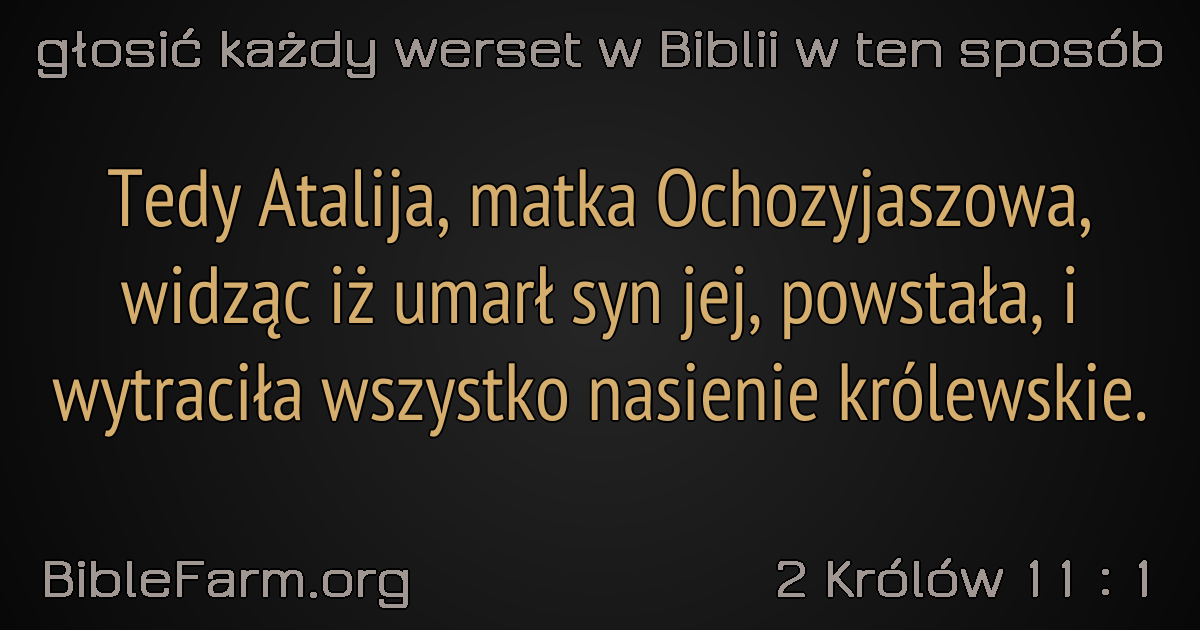 głosić każdy werset w Biblii w ten sposób
Tedy Atalija, matka Ochozyjaszowa,
widząc iż umarł syn jej, powstała, i
wytraciła wszystko nasienie królewskie.
BibleFarm.org
2 Królów 11 : 1